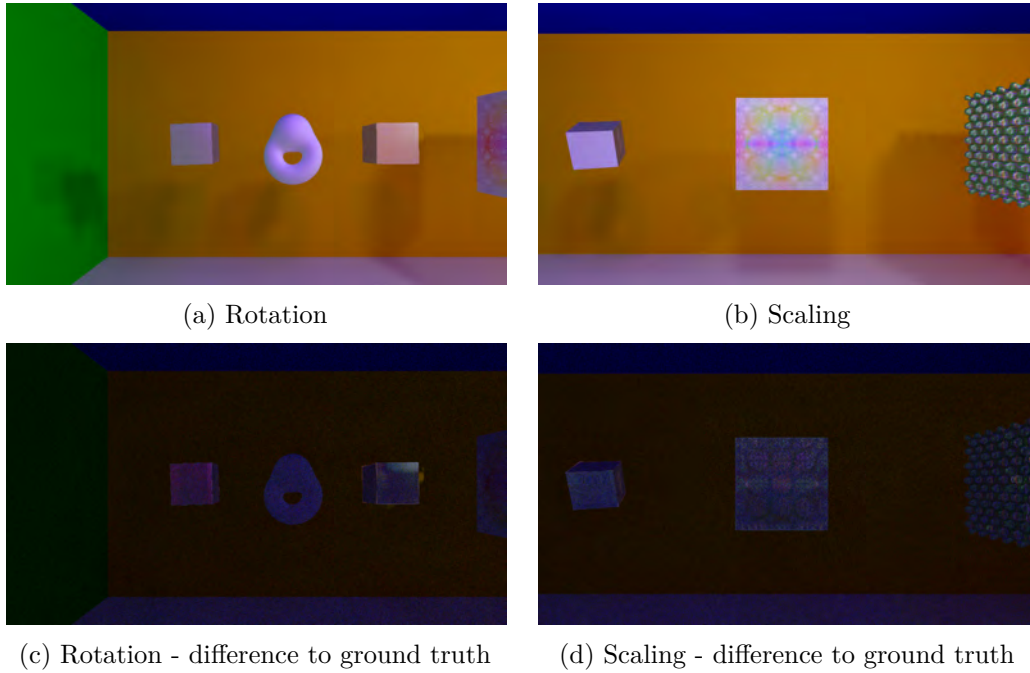 (a) Rotation
(b) Scaling
(c) Rotation - difference to ground truth
(d) Scaling - difference to ground truth